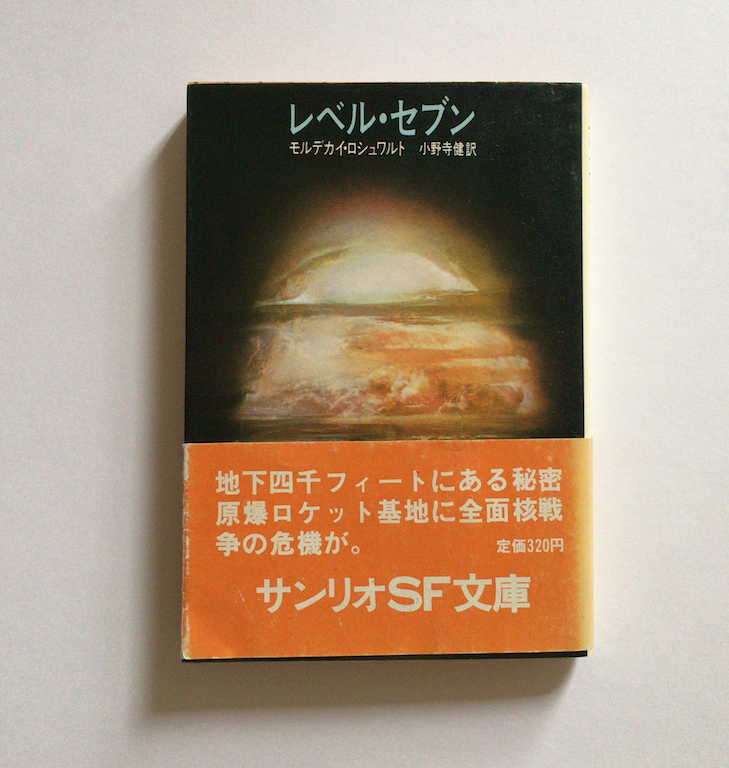 レベル・セブン
モルデカイ・ロシュワルト 小野寺健訳
地下四千フィートにある秘密
原爆ロケット基地に全面核戦
争の危機が。
定価320円
サンリオSF文庫